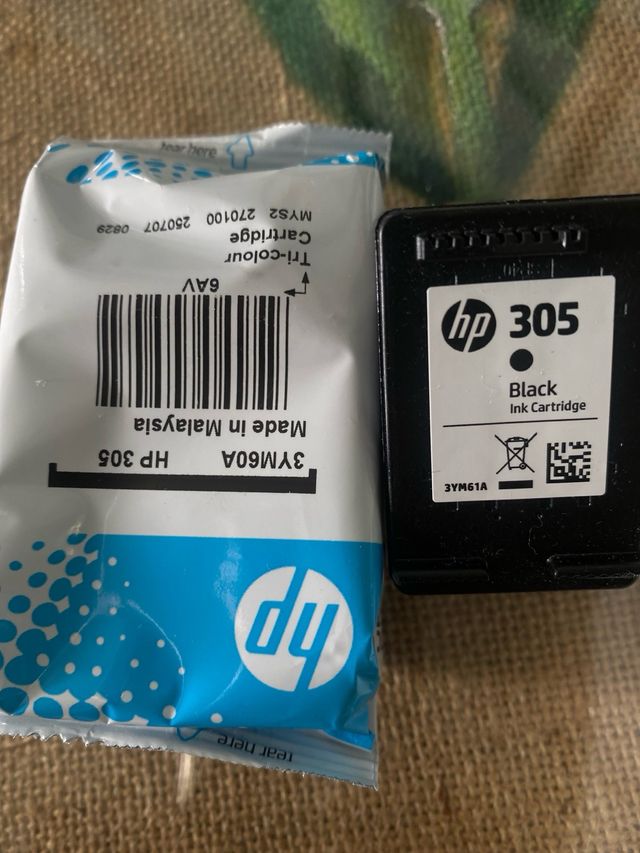 tear here
hp
3YM60A HP 305
Made in Malaysia
6AV
Tri-colour
Cartridge
MYS2 270100 250707 0829
tear here
hp 305
Black
Ink Cartridge
3YM61A